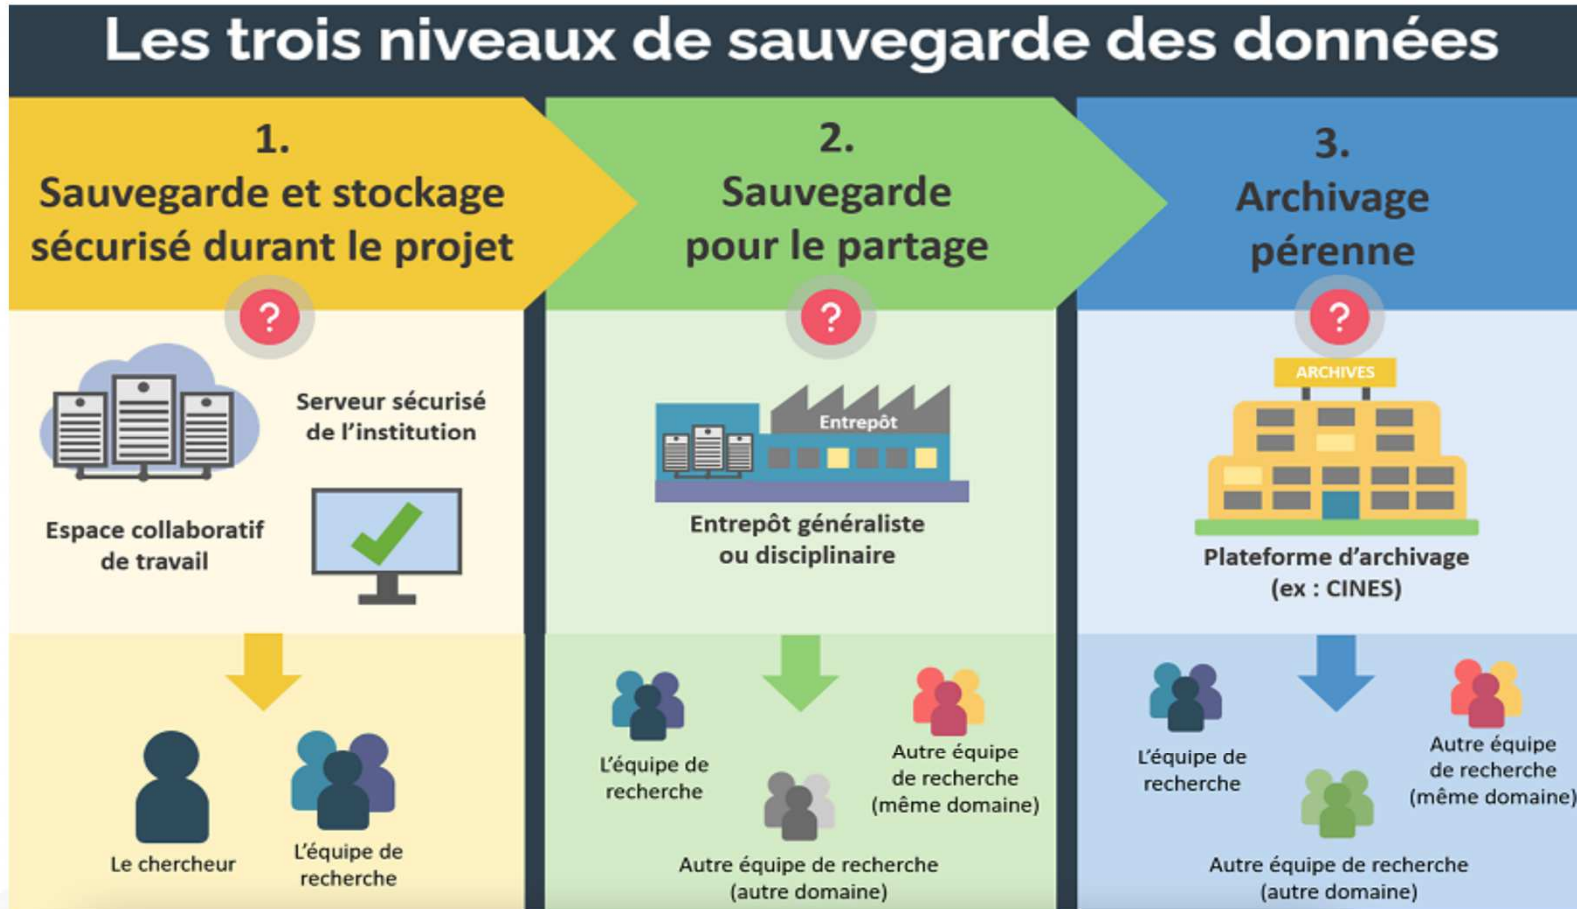 Les trois niveaux de sauvegarde des données
1.
Sauvegarde et stockage
sécurisé durant le projet
?
Serveur sécurisé
de l’institution
Espace collaboratif
de travail
Le chercheur
L’équipe de
recherche
2.
Sauvegarde
pour le partage
?
Entrepôt
Entrepôt généraliste
ou disciplinaire
L’équipe de
recherche
Autre équipe
de recherche
(même domaine)
Autre équipe de recherche
(autre domaine)
3.
Archivage
pérenne
?
ARCHIVES
Plateforme d’archivage
(ex : CINES)
L’équipe de
recherche
Autre équipe
de recherche
(même domaine)
Autre équipe de recherche
(autre domaine)